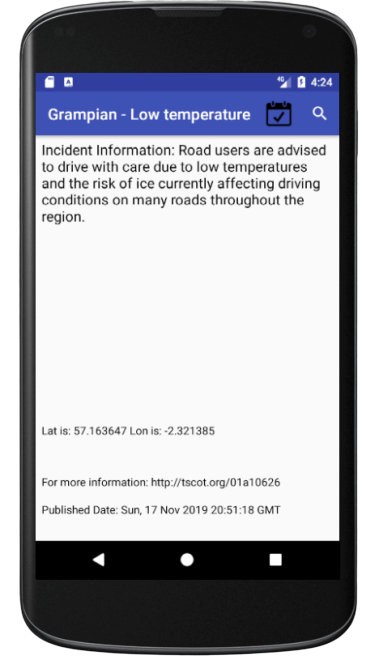 4G 4:24
Grampian - Low temperature
Incident Information: Road users are advised
to drive with care due to low temperatures
and the risk of ice currently affecting driving
conditions on many roads throughout the
region.
Lat is: 57.163647 Lon is: -2.321385
For more information: http://tscot.org/01a10626
Published Date: Sun, 17 Nov 2019 20:51:18 GMT